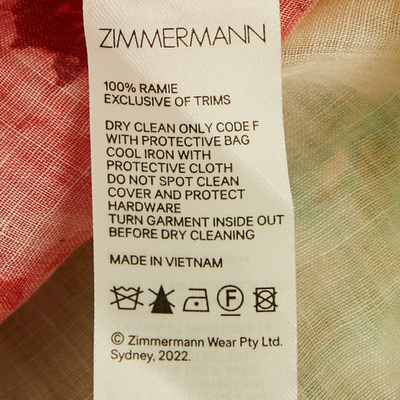 ZIMMERMANN
100% RAMIE
EXCLUSIVE OF TRIMS
DRY CLEAN ONLY CODE F
WITH PROTECTIVE BAG
COOL IRON WITH
PROTECTIVE CLOTH
DO NOT SPOT CLEAN
COVER AND PROTECT
HARDWARE
TURN GARMENT INSIDE OUT
BEFORE DRY CLEANING
MADE IN VIETNAM
F
© Zimmermann Wear Pty Ltd.
Sydney, 2022.